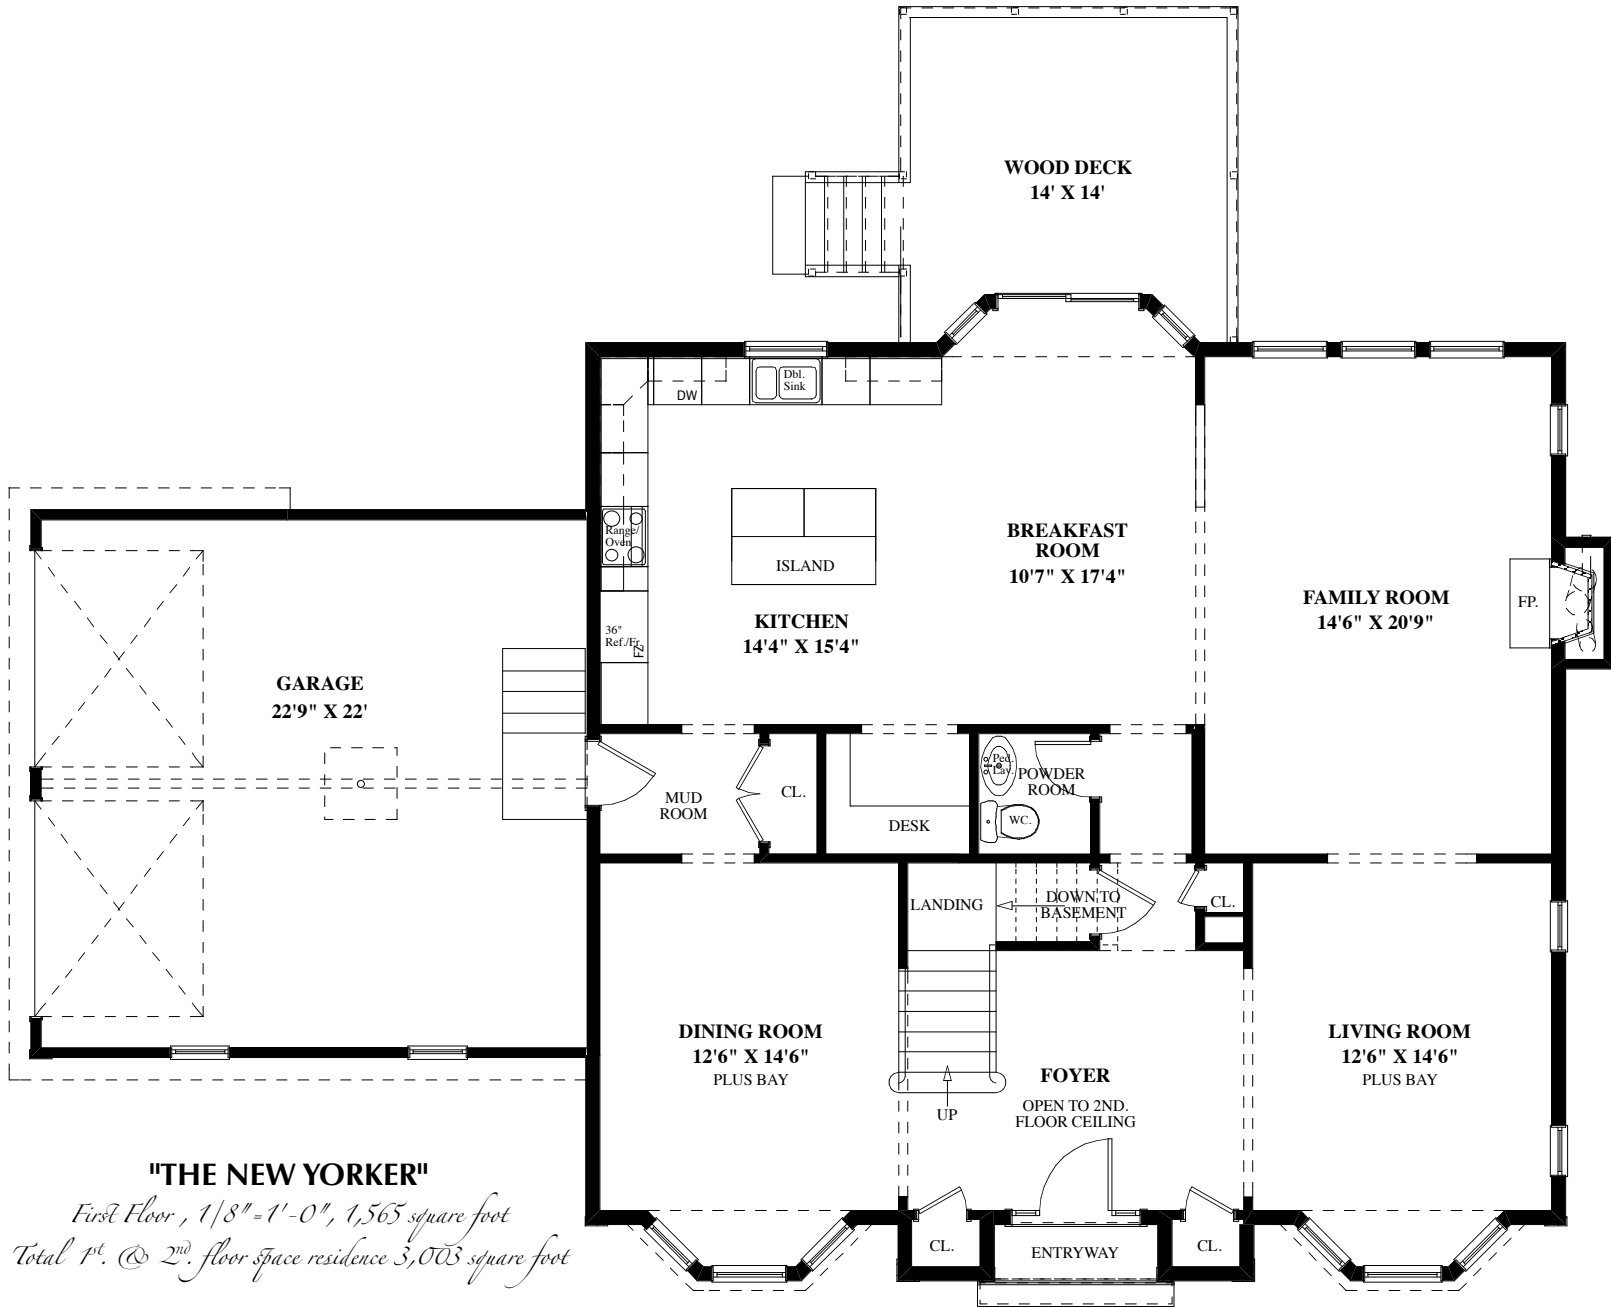 WOOD DECK
14' X 14'
Dbl.
Sink
DW
Range/
Oven
ISLAND
BREAKFAST
ROOM
10'7" X 17'4"
KITCHEN
14'4" X 15'4"
36"
Ref./Fr.
FZ
FAMILY ROOM
14'6" X 20'9"
FP.
GARAGE
22'9" X 22'
MUD
ROOM
CL.
DESK
Ped.
Lav.
POWDER
ROOM
WC.
LANDING
DOWN TO
BASEMENT
CL.
DINING ROOM
12'6" X 14'6"
PLUS BAY
UP
FOYER
OPEN TO 2ND.
FLOOR CEILING
LIVING ROOM
12'6" X 14'6"
PLUS BAY
CL.
ENTRYWAY
CL.
"THE NEW YORKER"
First Floor , 1/8"=1'-0", 1,565 square foot
Total 1st. & 2nd. floor space residence 3,003 square foot